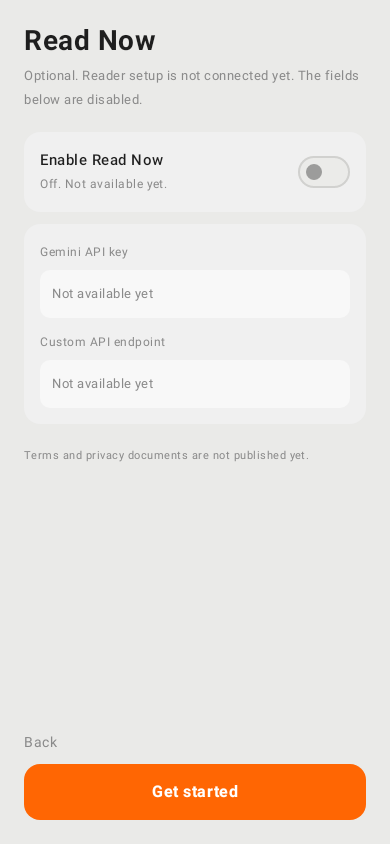 Read Now
Optional. Reader setup is not connected yet. The fields
below are disabled.
Enable Read Now
Off. Not available yet.
Gemini API key
Not available yet
Custom API endpoint
Not available yet
Terms and privacy documents are not published yet.
Back
Get started